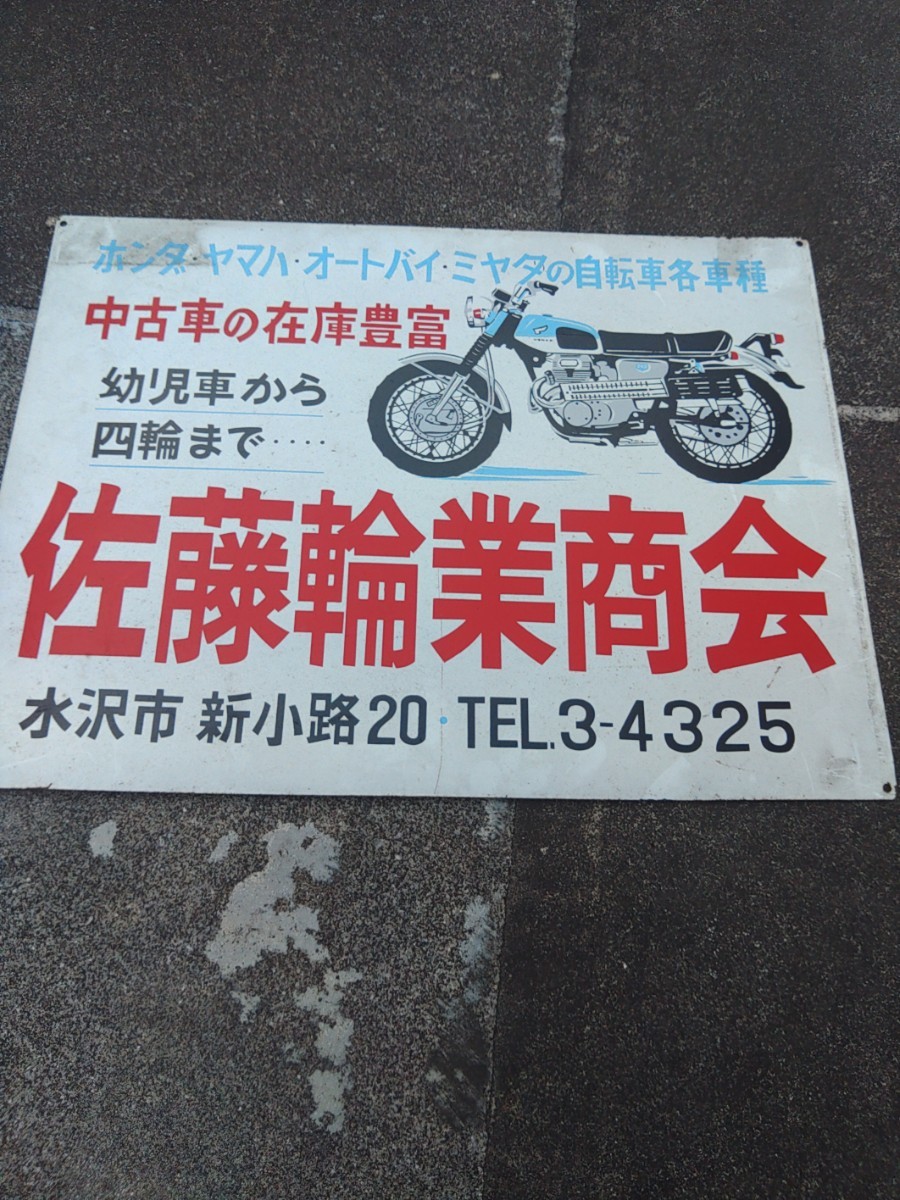 ホンダ・ヤマハ・オートバイ・ミヤタの自転車各車種
中古車の在庫豊富
幼児車から
四輪まで‥‥
佐藤輪業商会
水沢市 新小路20・TEL.3-4325